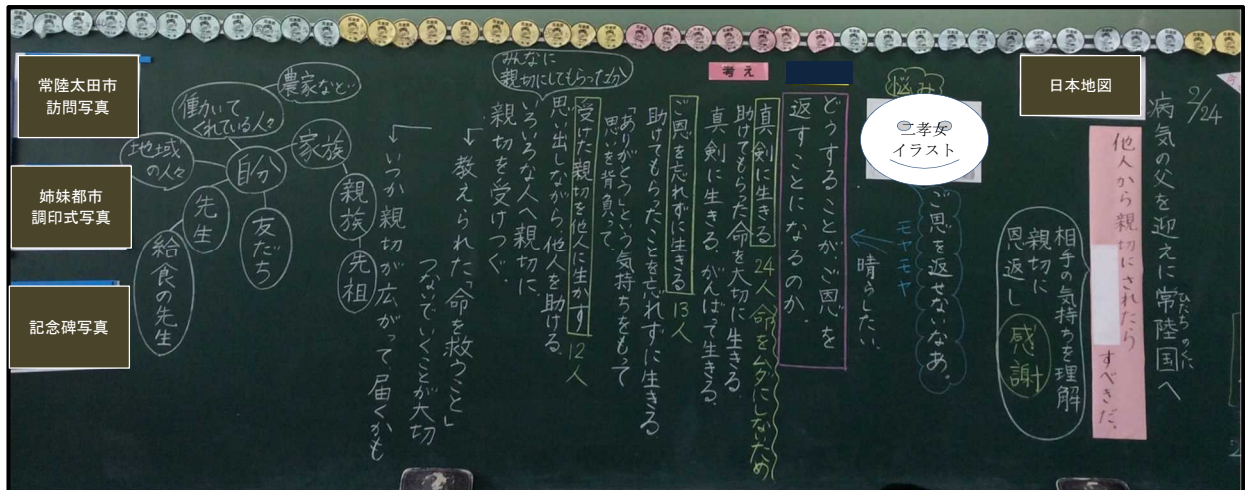 2/24
病気の父を迎えに常陸国へ
ひたちのくに
他人から親切にされたら
すべきだ。
相手の気持ちを理解
親切に
恩返し
感謝
日本地図
悩み
二孝女
イラスト
ご恩を返せないなあ。
モヤモヤ
晴らしたい。
どうすることが、ご恩を
返すことになるのか。
考え
真剣に生きる 24人 命をムダにしないため
助けてもらった命を大切に生きる。
真剣に生きる。がんばって生きる。
ご恩を忘れずに生きる 13人
助けてもらったことを忘れずに生きる
「ありがとう」という気持ちをもって
思いを背負って、
受けた親切を他人に生かす 12人
思い出しながら、他人を助ける。
いろいろな人へ親切に。
親切を受けつぐ。
みんなに
親切にしてもらった分
↓教えられた「命を救うこと」
つないでいくことが大切
↓いつか親切が広がって届くかも
自分
家族
親族
先祖
友だち
先生
給食の先生
地域
の人々
働いて
くれている人々
農家など…
常陸太田市
訪問写真
姉妹都市
調印式写真
記念碑写真